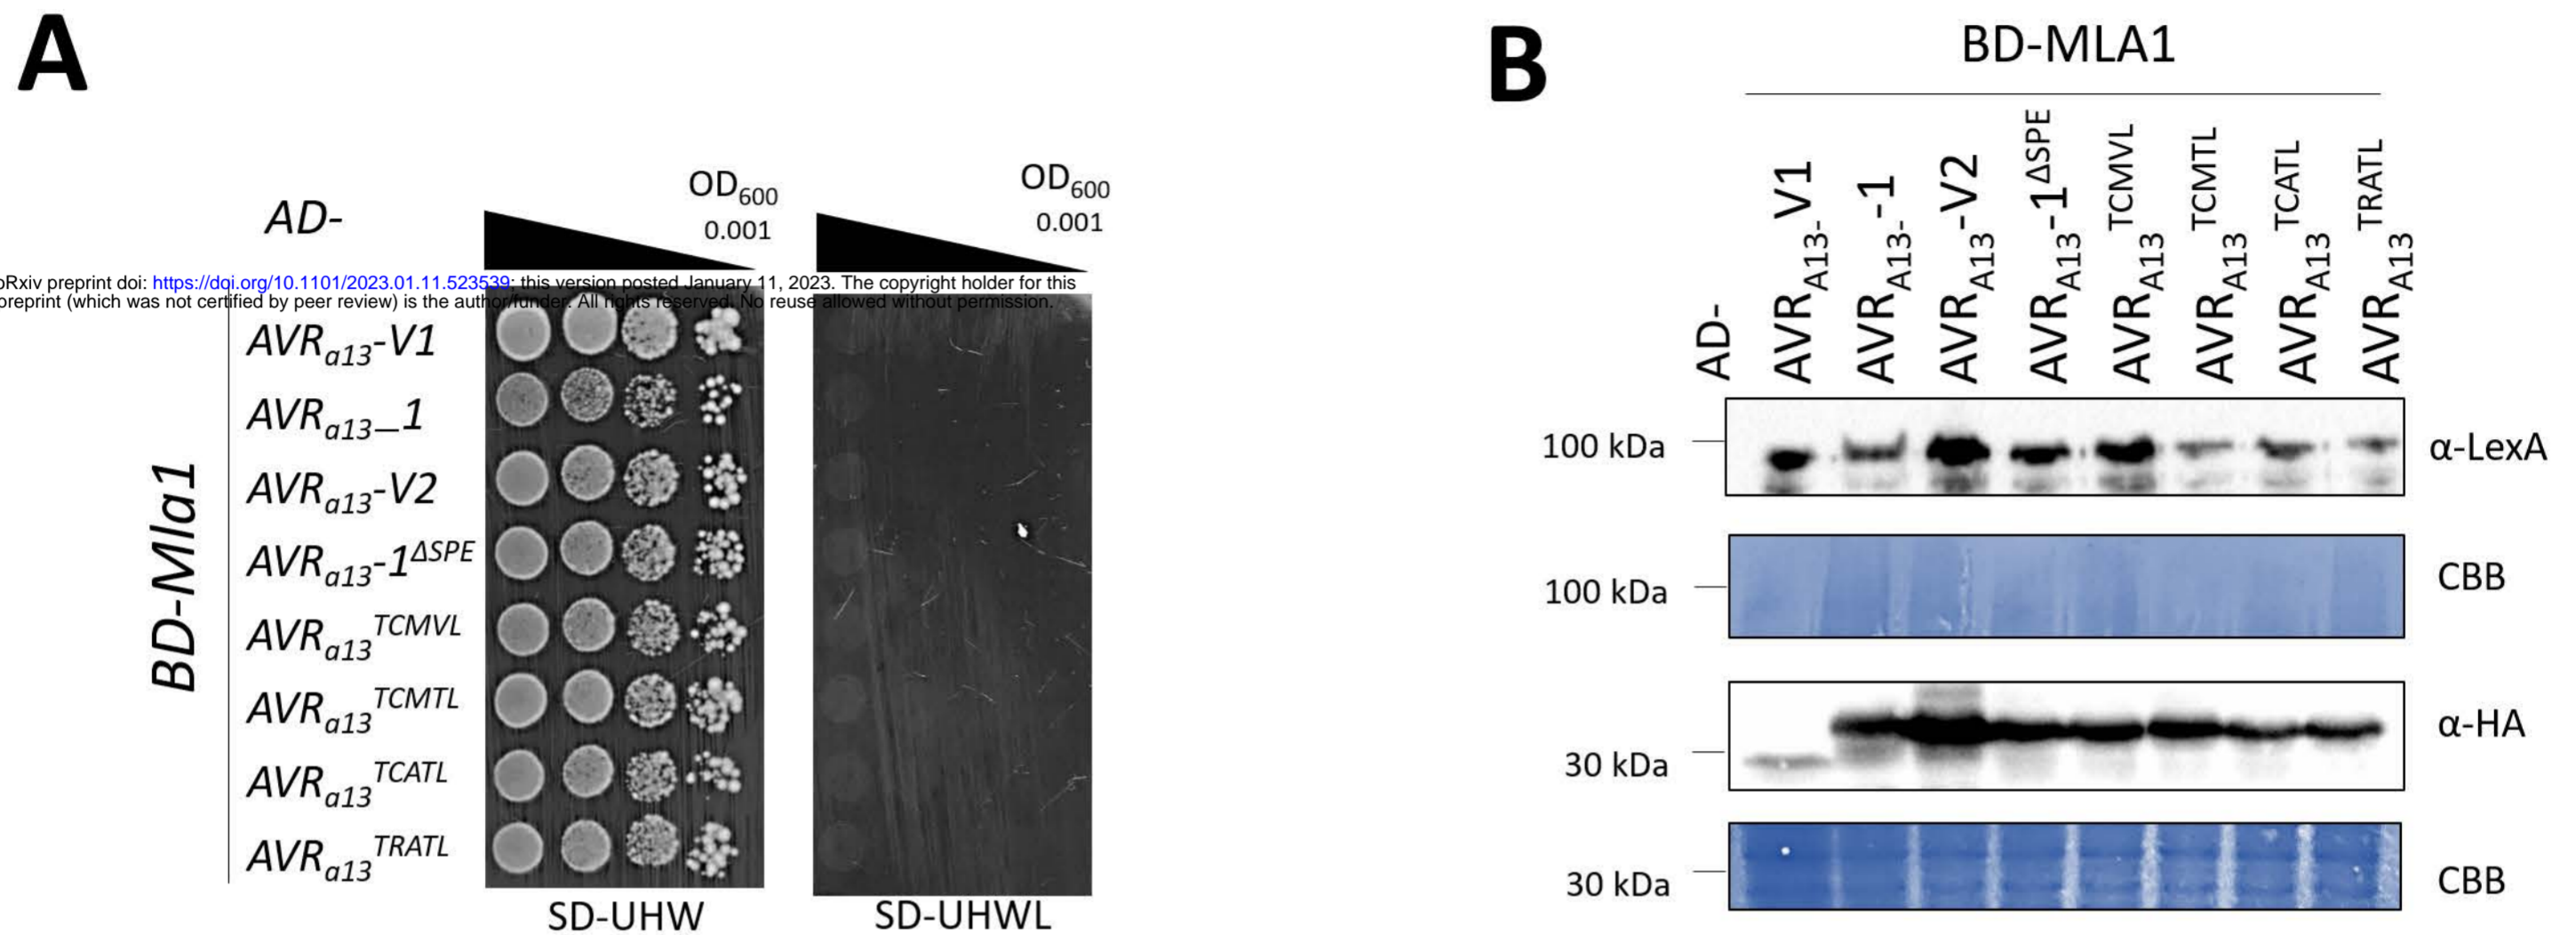 A
AD-
OD600
0.001
OD600
0.001
oRxiv preprint doi: https://doi.org/10.1101/2023.01.11.523539; this version posted January 11, 2023. The copyright holder for this
preprint (which was not certified by peer review) is the author/funder. All rights reserved. No reuse allowed without permission.
BD-Mla1
AVRa13-V1
AVRa13–1
AVRa13-V2
AVRa13-1ΔSPE
AVRa13TCMVL
AVRa13TCMTL
AVRa13TCATL
AVRa13TRATL
SD-UHW
SD-UHWL
B
BD-MLA1
AD-
AVRA13-V1
AVRA13--1
AVRA13-V2
AVRA13-1ΔSPE
AVRA13TCMVL
AVRA13TCMTL
AVRA13TCATL
AVRA13TRATL
100 kDa
α-LexA
100 kDa
CBB
30 kDa
α-HA
30 kDa
CBB